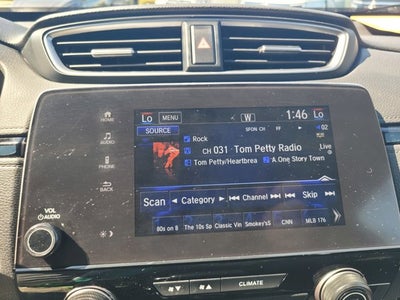 Lo MENU W 1:46 Lo
HOME
SOURCE
SFON CH FF
02
Rock
AUDIO
CH 031 Tom Petty Radio
Live
Tom Petty/Heartbrea
A One Story Town
PHONE
BACK
Scan Category Channel Skip
VOL
AUDIO
80s on 8 The 10s Sp Classic Vin Smokey'sS CNN MLB 176
CLIMATE